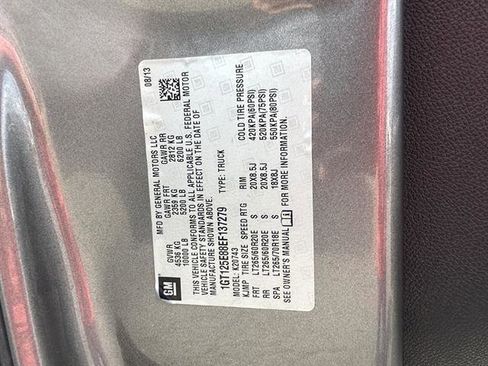 MFD BY GENERAL MOTORS LLC 08/13
GVWR GAWR FRT GAWR RR
4536 KG 2359 KG 2812 KG
10000 LB 5200 LB 6200 LB
THIS VEHICLE CONFORMS TO ALL APPLICABLE U.S. FEDERAL MOTOR
VEHICLE SAFETY STANDARDS IN EFFECT ON THE DATE OF
MANUFACTURE SHOWN ABOVE.
1GT125E88EF137279 TYPE: TRUCK
MODEL: K20743
K/JMP TIRE SIZE SPEED RTG RIM COLD TIRE PRESSURE
FRT LT265/60R20E S 20X8.5J 420KPA(60PSI)
RR LT265/60R20E S 20X8.5J 520KPA(75PSI)
SPA LT265/70R18E S 18X8J 550KPA(80PSI)
SEE OWNER'S MANUAL FOR MORE INFORMATION.
GM